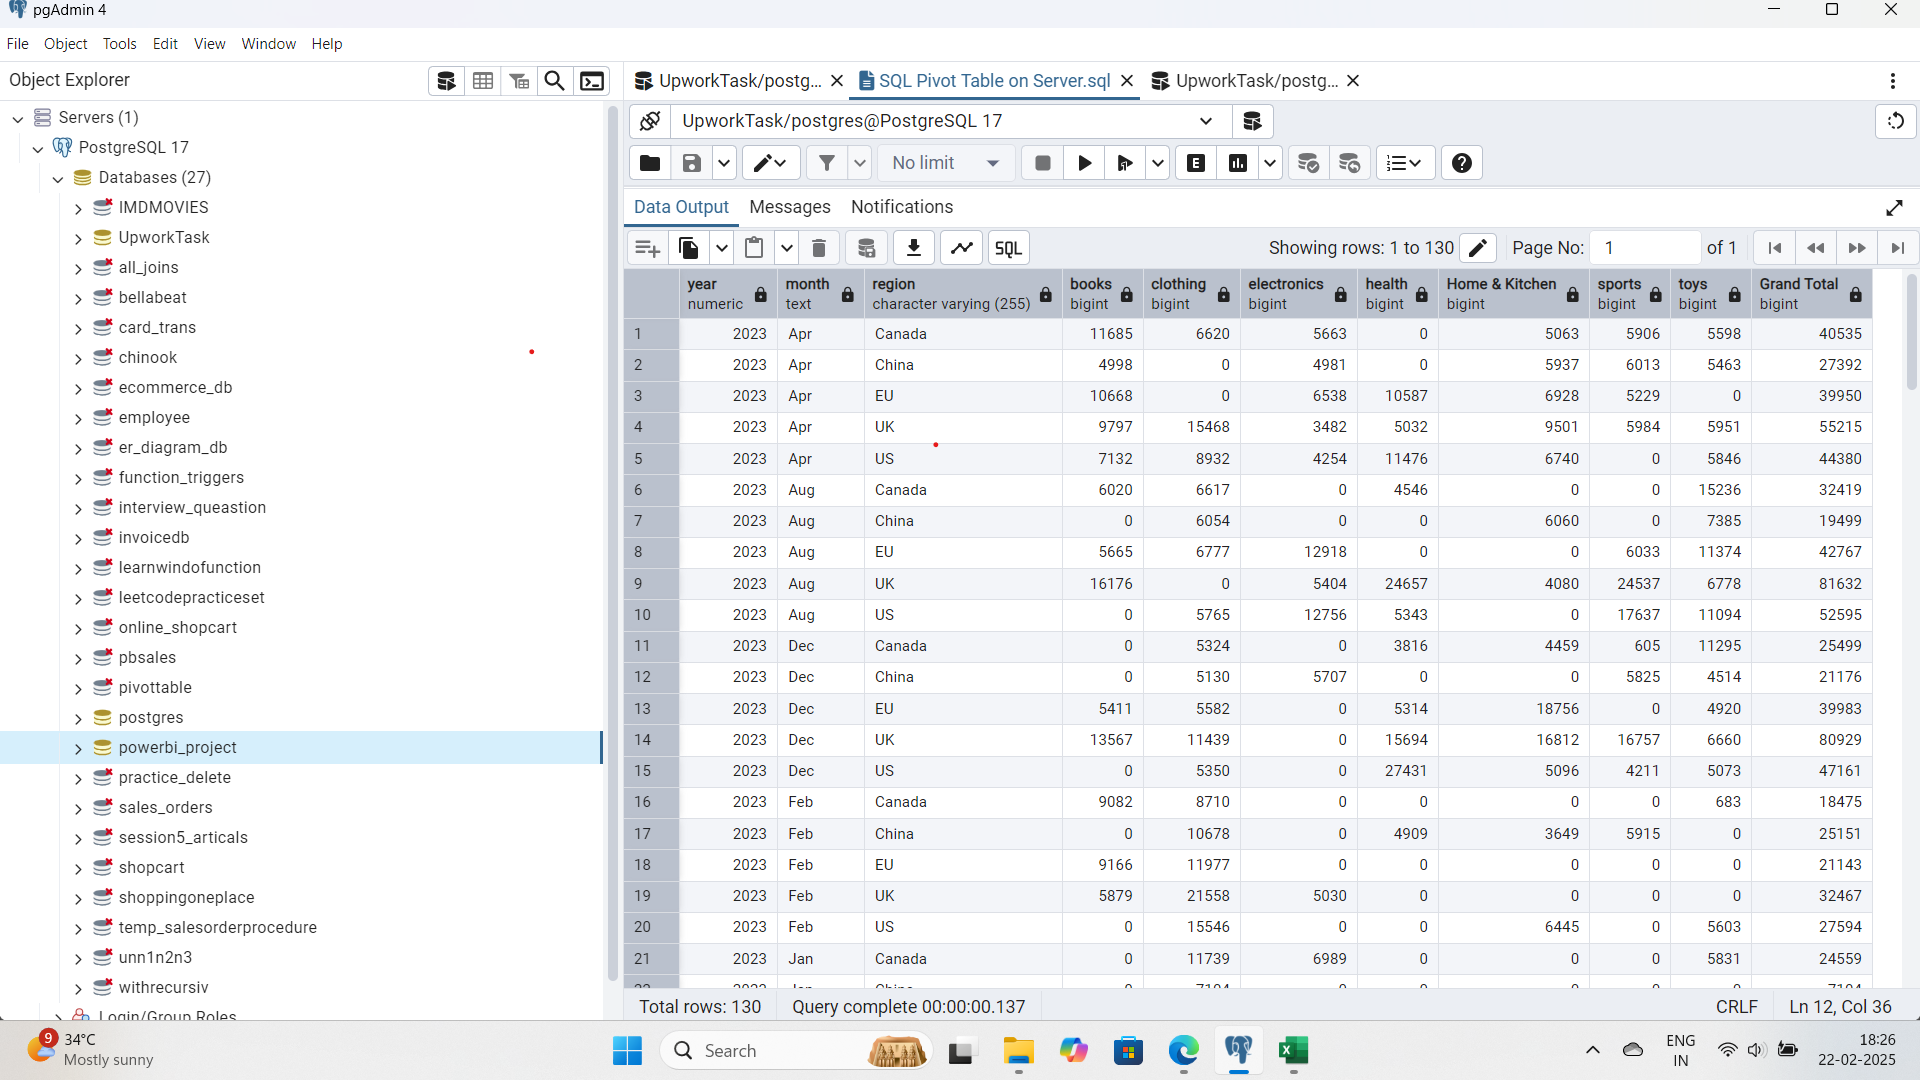 pgAdmin 4
File Object Tools Edit View Window Help
Object Explorer
Servers (1)
PostgreSQL 17
Databases (27)
IMDMOVIES
UpworkTask
all_joins
bellabeat
card_trans
chinook
ecommerce_db
employee
er_diagram_db
function_triggers
interview_queastion
invoicedb
learnwindofunction
leetcodepracticeset
online_shopcart
pbsales
pivottable
postgres
powerbi_project
practice_delete
sales_orders
session5_articals
shopcart
shoppingoneplace
temp_salesorderprocedure
unn1n2n3
withrecursiv
Login/Group Roles
UpworkTask/postg... SQL Pivot Table on Server.sql UpworkTask/postg...
UpworkTask/postgres@PostgreSQL 17
No limit E
Data Output Messages Notifications
SQL Showing rows: 1 to 130 Page No: 1 of 1
year month region books clothing electronics health Home & Kitchen sports toys Grand Total
numeric text character varying (255) bigint bigint bigint bigint bigint bigint bigint bigint
1 2023 Apr Canada 11685 6620 5663 0 5063 5906 5598 40535
2 2023 Apr China 4998 0 4981 0 5937 6013 5463 27392
3 2023 Apr EU 10668 0 6538 10587 6928 5229 0 39950
4 2023 Apr UK 9797 15468 3482 5032 9501 5984 5951 55215
5 2023 Apr US 7132 8932 4254 11476 6740 0 5846 44380
6 2023 Aug Canada 6020 6617 0 4546 0 0 15236 32419
7 2023 Aug China 0 6054 0 0 6060 0 7385 19499
8 2023 Aug EU 5665 6777 12918 0 0 6033 11374 42767
9 2023 Aug UK 16176 0 5404 24657 4080 24537 6778 81632
10 2023 Aug US 0 5765 12756 5343 0 17637 11094 52595
11 2023 Dec Canada 0 5324 0 3816 4459 605 11295 25499
12 2023 Dec China 0 5130 5707 0 0 5825 4514 21176
13 2023 Dec EU 5411 5582 0 5314 18756 0 4920 39983
14 2023 Dec UK 13567 11439 0 15694 16812 16757 6660 80929
15 2023 Dec US 0 5350 0 27431 5096 4211 5073 47161
16 2023 Feb Canada 9082 8710 0 0 0 0 683 18475
17 2023 Feb China 0 10678 0 4909 3649 5915 0 25151
18 2023 Feb EU 9166 11977 0 0 0 0 0 21143
19 2023 Feb UK 5879 21558 5030 0 0 0 0 32467
20 2023 Feb US 0 15546 0 0 6445 0 5603 27594
21 2023 Jan Canada 0 11739 6989 0 0 0 5831 24559
Total rows: 130 Query complete 00:00:00.137 CRLF Ln 12, Col 36
9
34°C
Mostly sunny
Search
ENG
IN
18:26
22-02-2025